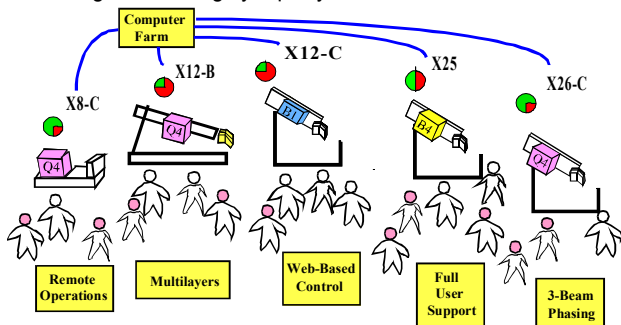 Computer
Farm
X8-C
X12-B
X12-C
X25
X26-C
Q4
Q4
B1
B4
Q4
Remote
Operations
Multilayers
Web-Based
Control
Full
User
Support
3-Beam
Phasing